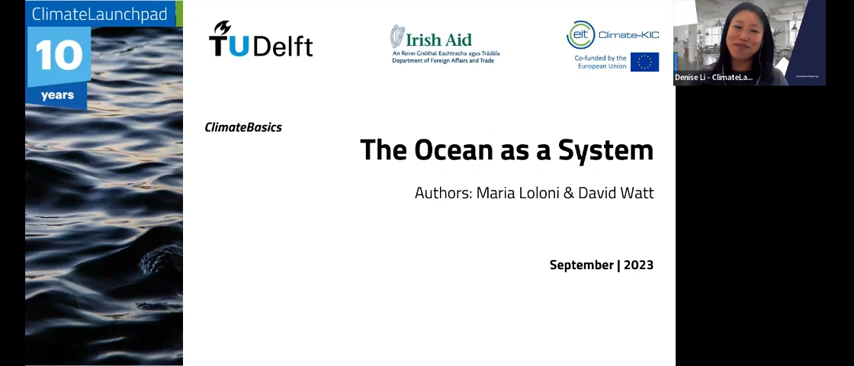 ClimateLaunchpad
10
years
TU Delft
Irish Aid
An Roinn Gnóthaí Eachtracha agus Trádála
Department of Foreign Affairs and Trade
eit Climate-KIC
Co-funded by the
European Union
Denise Li - ClimateLa...
ClimateBasics
The Ocean as a System
Authors: Maria Loloni & David Watt
September | 2023